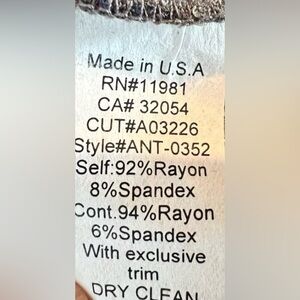 Made in U.S.A
RN#11981
CA# 32054
CUT#A03226
Style#ANT-0352
Self:92%Rayon
8%Spandex
Cont.94%Rayon
6%Spandex
With exclusive
trim
DRY CLEAN